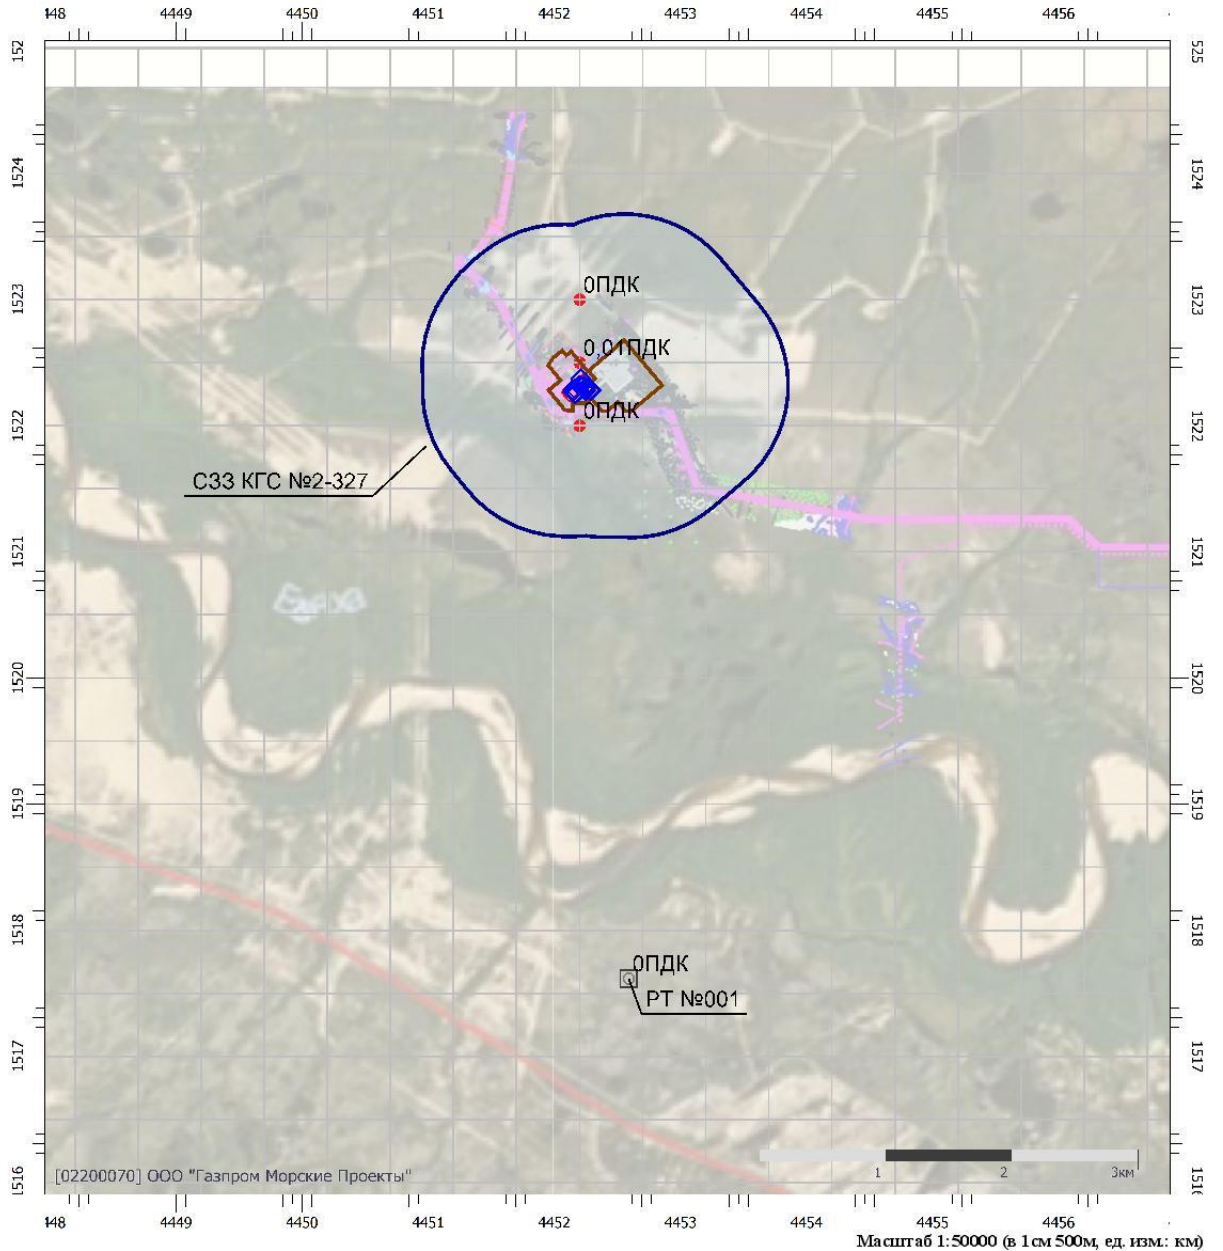 448 4449 4450 4451 4452 4453 4454 4455 4456
152 525
1524 1524
0ПДК
1523 1523
0,01ПДК
0ПДК
1522 1522
СЗЗ КГС №2-327
1521 1521
1520 1520
1519 1519
1518 1518
0ПДК
РТ №001
1517 1517
[02200070] ООО "Газпром Морские Проекты"
1 2 3км
1516 1516
448 4449 4450 4451 4452 4453 4454 4455 4456
Масштаб 1:50000 (в 1см 500м, ед. изм.: км)